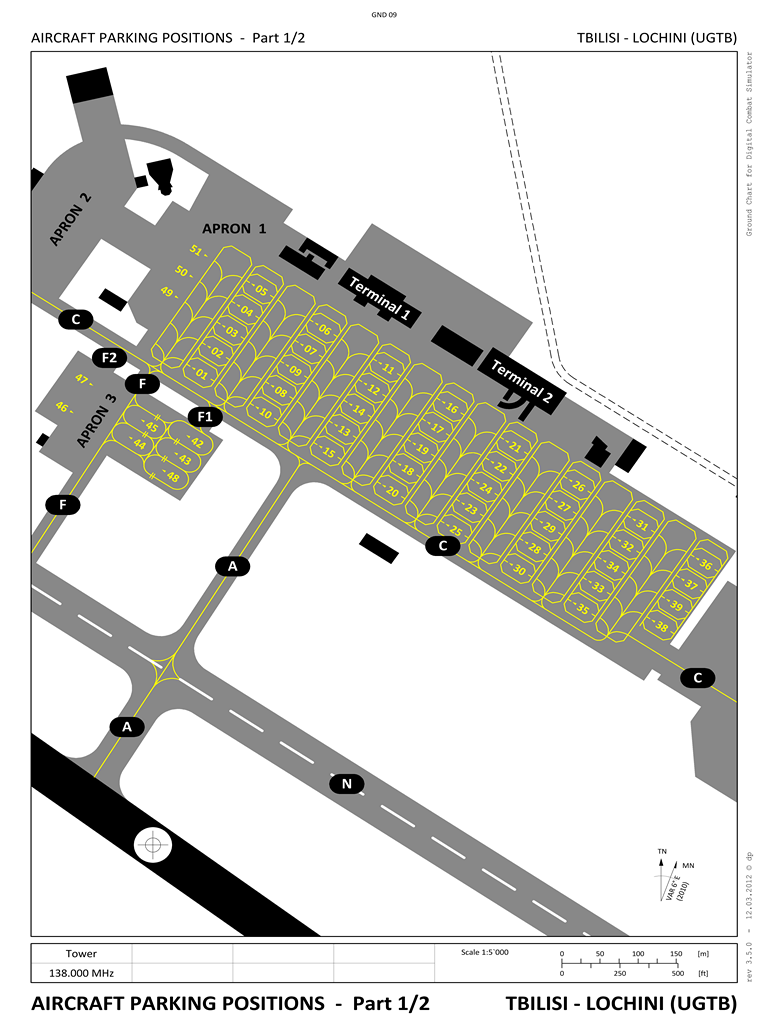 GND 09
AIRCRAFT PARKING POSITIONS - Part 1/2
TBILISI - LOCHINI (UGTB)
Ground Chart for Digital Combat Simulator
APRON 2
APRON 1
51
50
49
05
04
03
02
01
06
07
09
08
10
Terminal 1
11
12
14
13
15
Terminal 2
16
17
19
18
20
21
22
24
23
25
26
27
29
28
30
31
32
34
33
35
36
37
39
38
C
F2
F
F1
47
46
APRON 3
45
44
42
43
48
F
A
C
C
A
N
TN
MN
VAR 6° E
(2010)
rev 3.5.0 - 12.03.2012 © dp
Tower
138.000 MHz
Scale 1:5`000
0 50 100 150 [m]
0 250 500 [ft]
AIRCRAFT PARKING POSITIONS - Part 1/2
TBILISI - LOCHINI (UGTB)